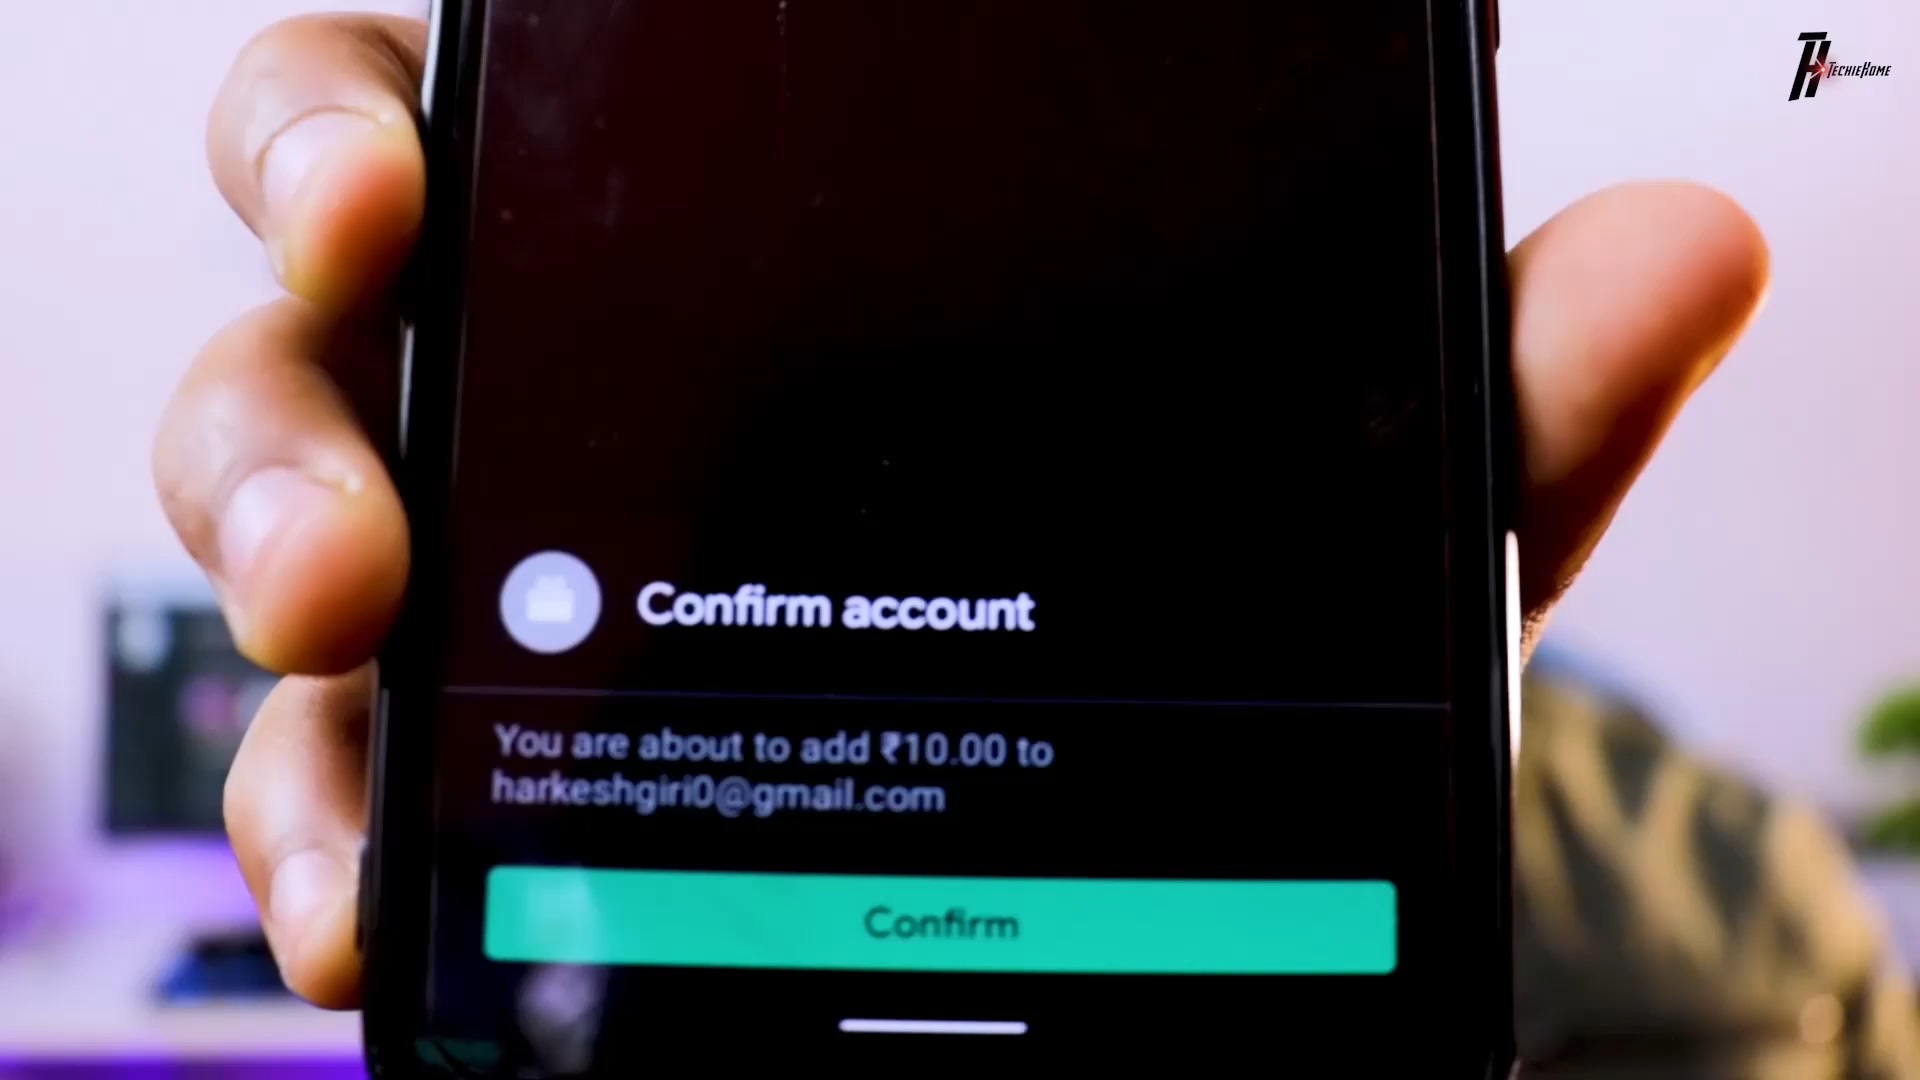 TECHIEHOME
Confirm account
You are about to add ₹10.00 to
harkeshgiri0@gmail.com
Confirm